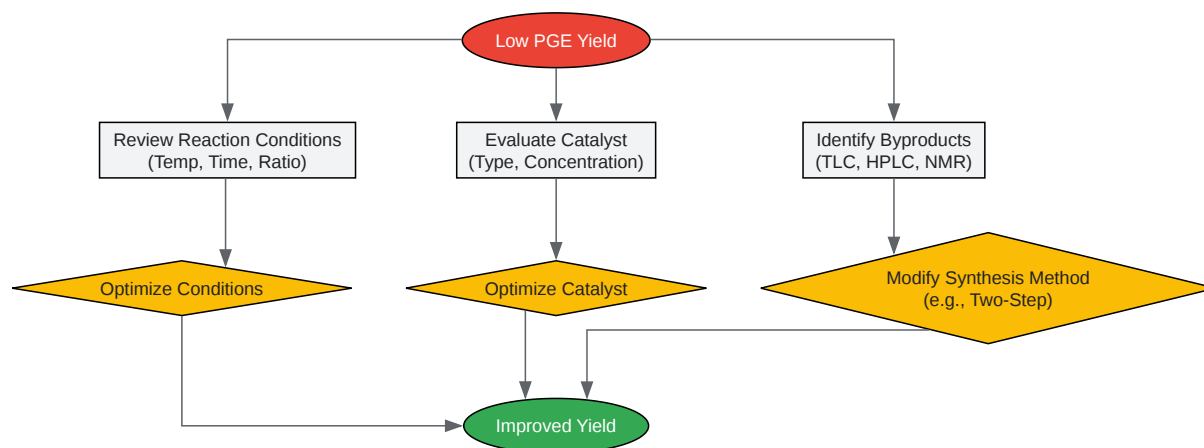 Low PGE Yield
Review Reaction Conditions
(Temp, Time, Ratio)
Evaluate Catalyst
(Type, Concentration)
Identify Byproducts
(TLC, HPLC, NMR)
Optimize Conditions
Optimize Catalyst
Modify Synthesis Method
(e.g., Two-Step)
Improved Yield